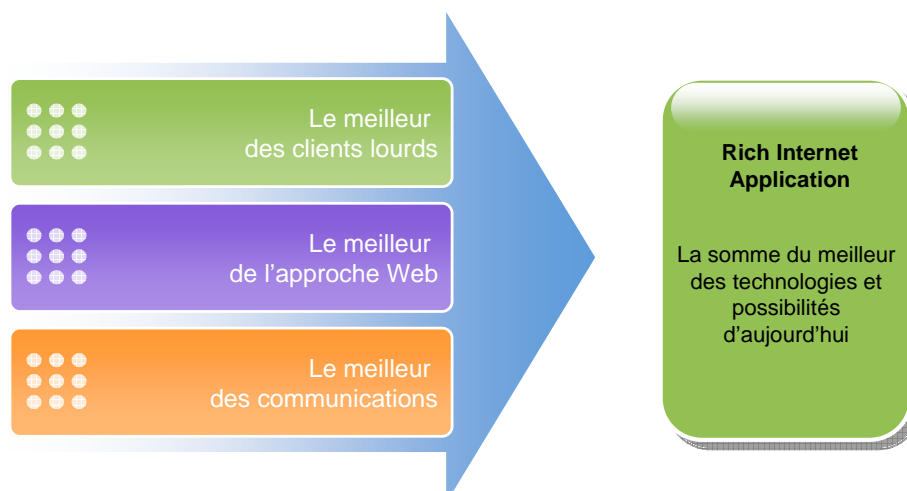 Le meilleur
des clients lourds
Le meilleur
de l’approche Web
Le meilleur
des communications
Rich Internet
Application
La somme du meilleur
des technologies et
possibilités
d’aujourd’hui